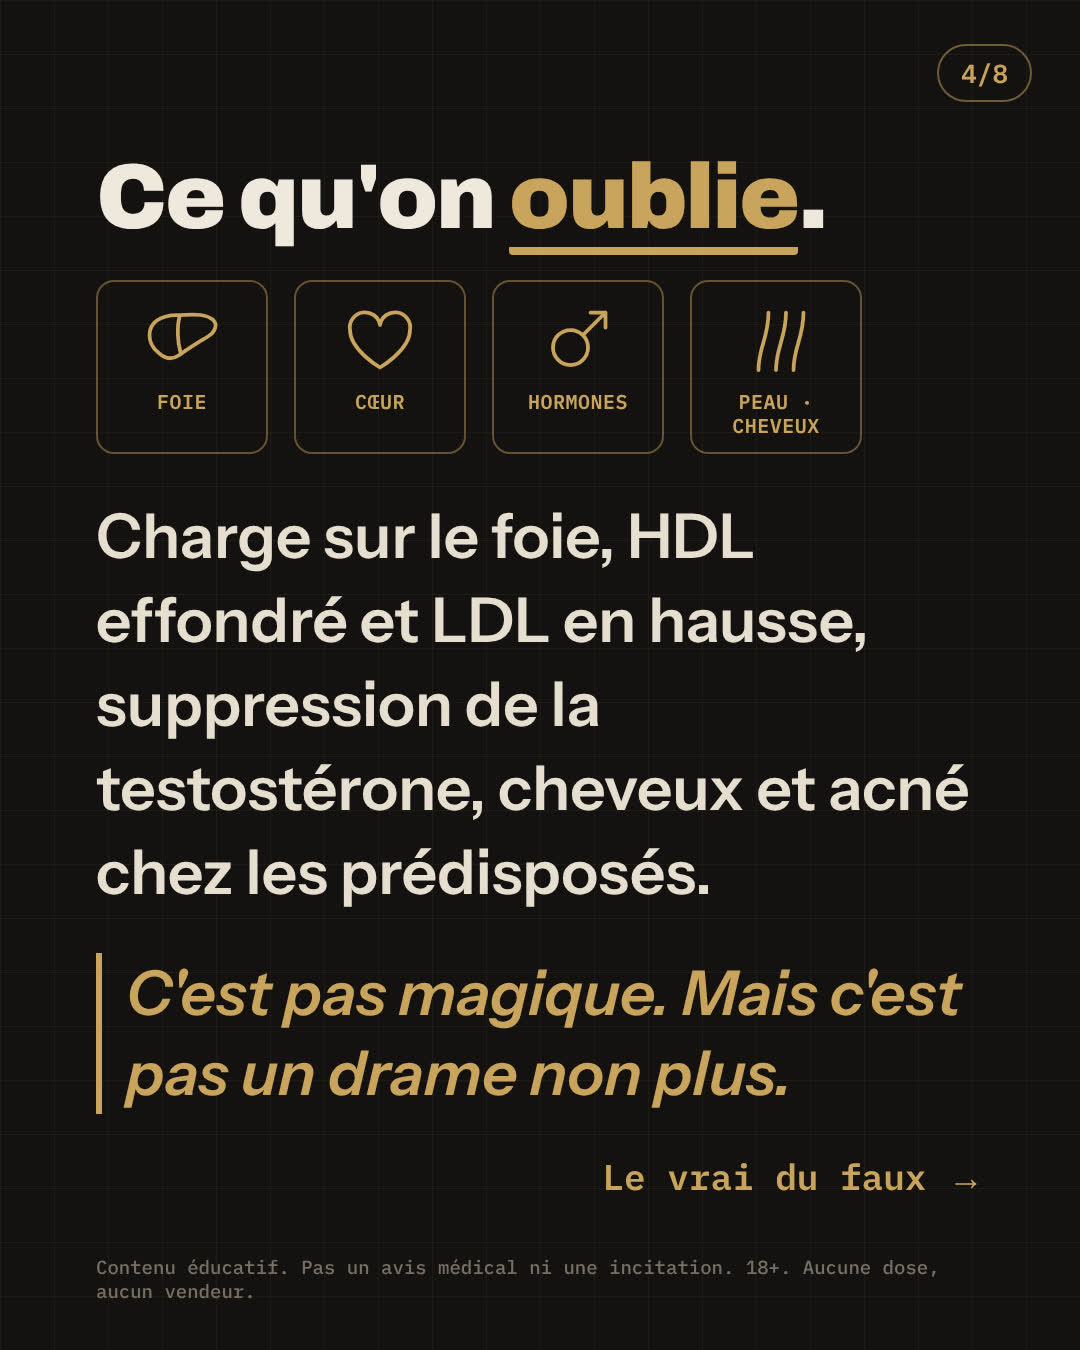 4/8
Ce qu'on oublie.
FOIE
CŒUR
HORMONES
PEAU ·
CHEVEUX
Charge sur le foie, HDL
effondré et LDL en hausse,
suppression de la
testostérone, cheveux et acné
chez les prédisposés.
C'est pas magique. Mais c'est
pas un drame non plus.
Le vrai du faux →
Contenu éducatif. Pas un avis médical ni une incitation. 18+. Aucune dose,
aucun vendeur.